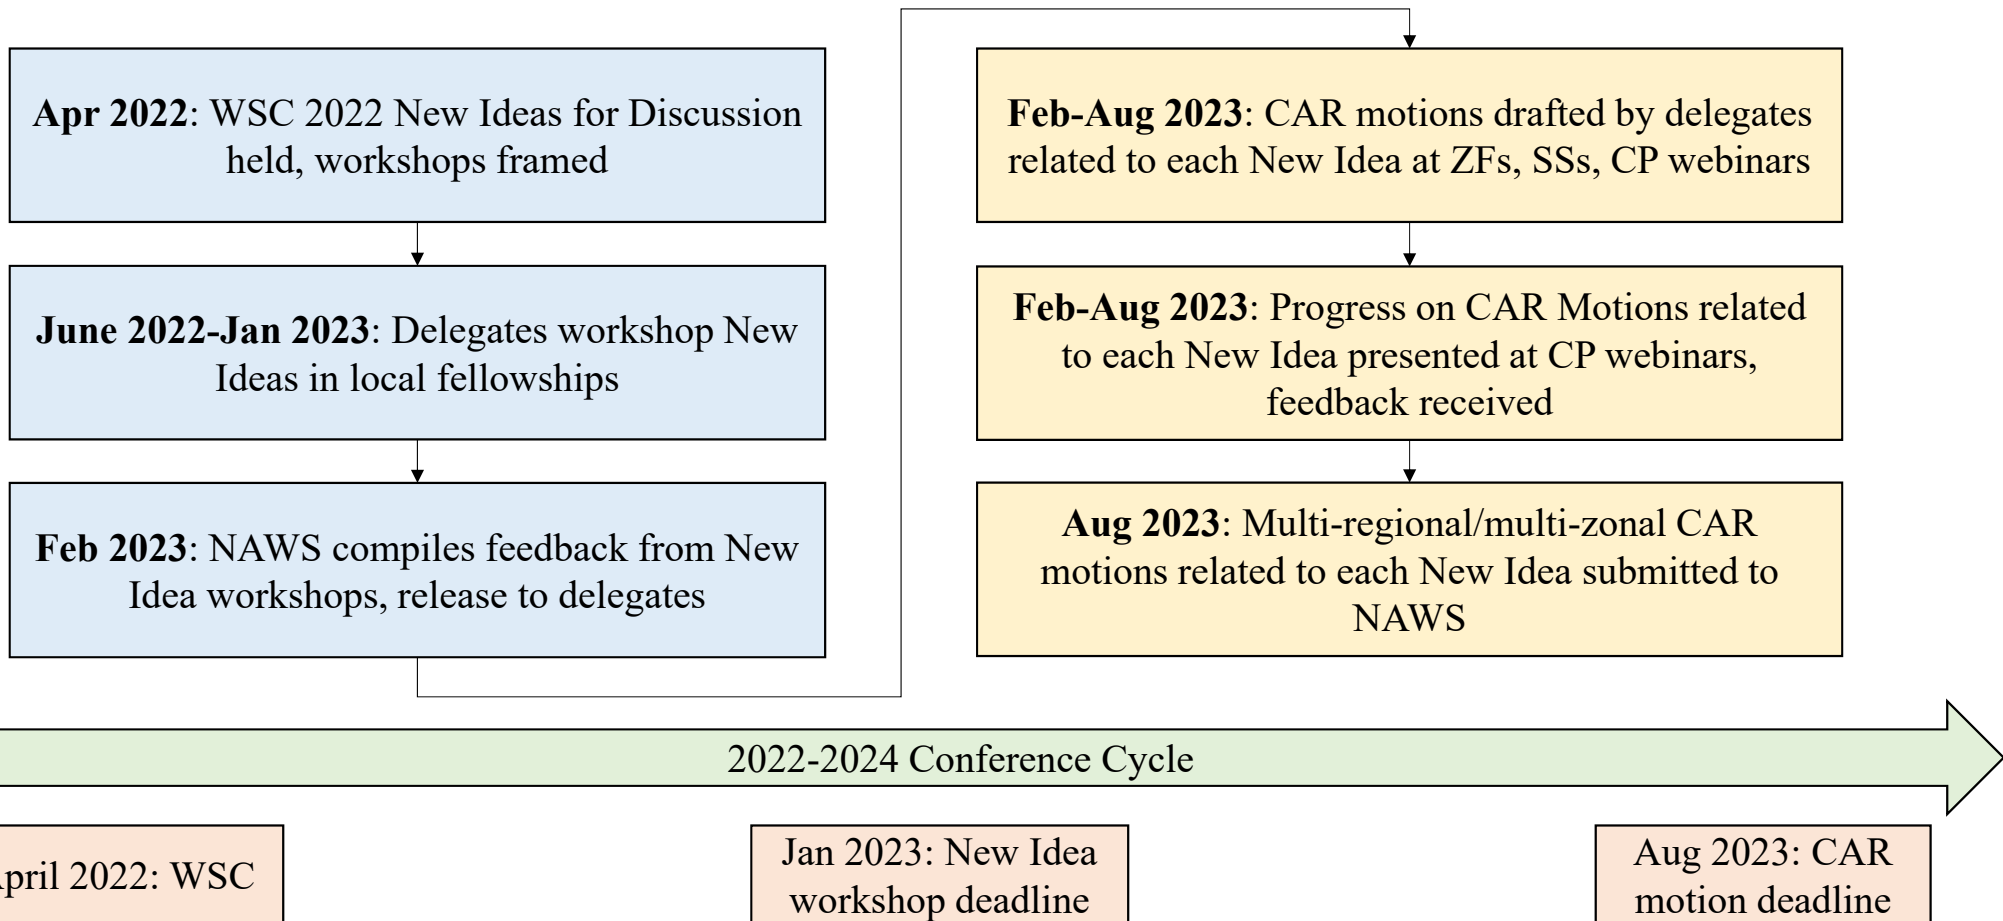 Apr 2022: WSC 2022 New Ideas for Discussion
held, workshops framed
June 2022-Jan 2023: Delegates workshop New
Ideas in local fellowships
Feb 2023: NAWS compiles feedback from New
Idea workshops, release to delegates
Feb-Aug 2023: CAR motions drafted by delegates
related to each New Idea at ZFs, SSs, CP webinars
Feb-Aug 2023: Progress on CAR Motions related
to each New Idea presented at CP webinars,
feedback received
Aug 2023: Multi-regional/multi-zonal CAR
motions related to each New Idea submitted to
NAWS
2022-2024 Conference Cycle
April 2022: WSC
Jan 2023: New Idea
workshop deadline
Aug 2023: CAR
motion deadline